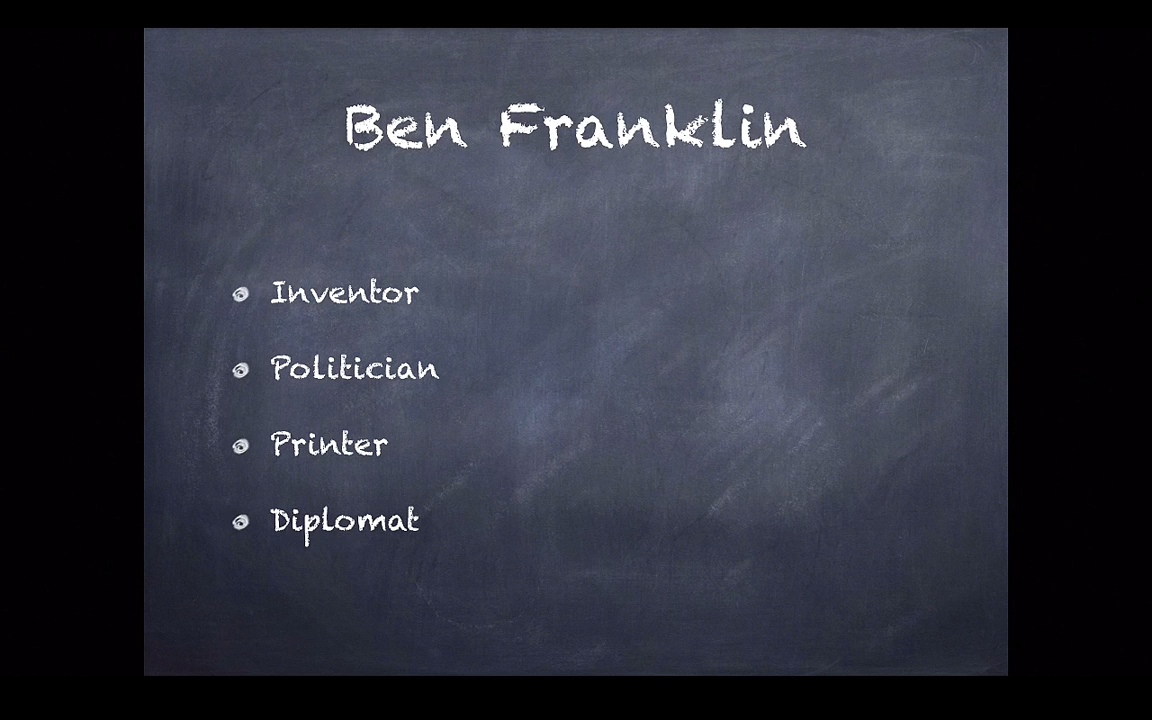 Ben Franklin
Inventor
Politician
Printer
Diplomat